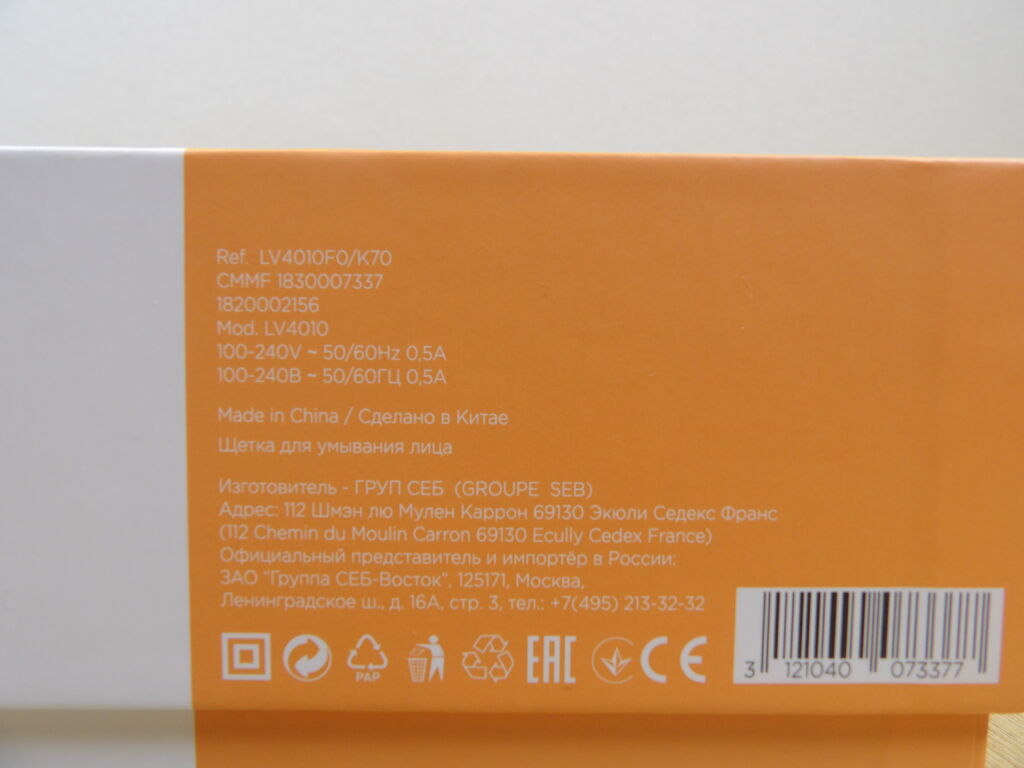 Ref. LV4010F0/K70
CMMF 1830007337
1820002156
Mod. LV4010
100-240V ~ 50/60Hz 0,5A
100-240В ~ 50/60ГЦ 0,5А
Made in China / Сделано в Китае
Щетка для умывания лица
Изготовитель - ГРУП СЕБ (GROUPE SEB)
Адрес: 112 Шмэн лю Мулен Каррон 69130 Экюли Седекс Франс
(112 Chemin du Moulin Carron 69130 Ecully Cedex France)
Официальный представитель и импортёр в России:
ЗАО "Группа СЕБ-Восток", 125171, Москва,
Ленинградское ш., д. 16А, стр. 3, тел.: +7(495) 213-32-32
PAP EAC CE
3 121040 073377